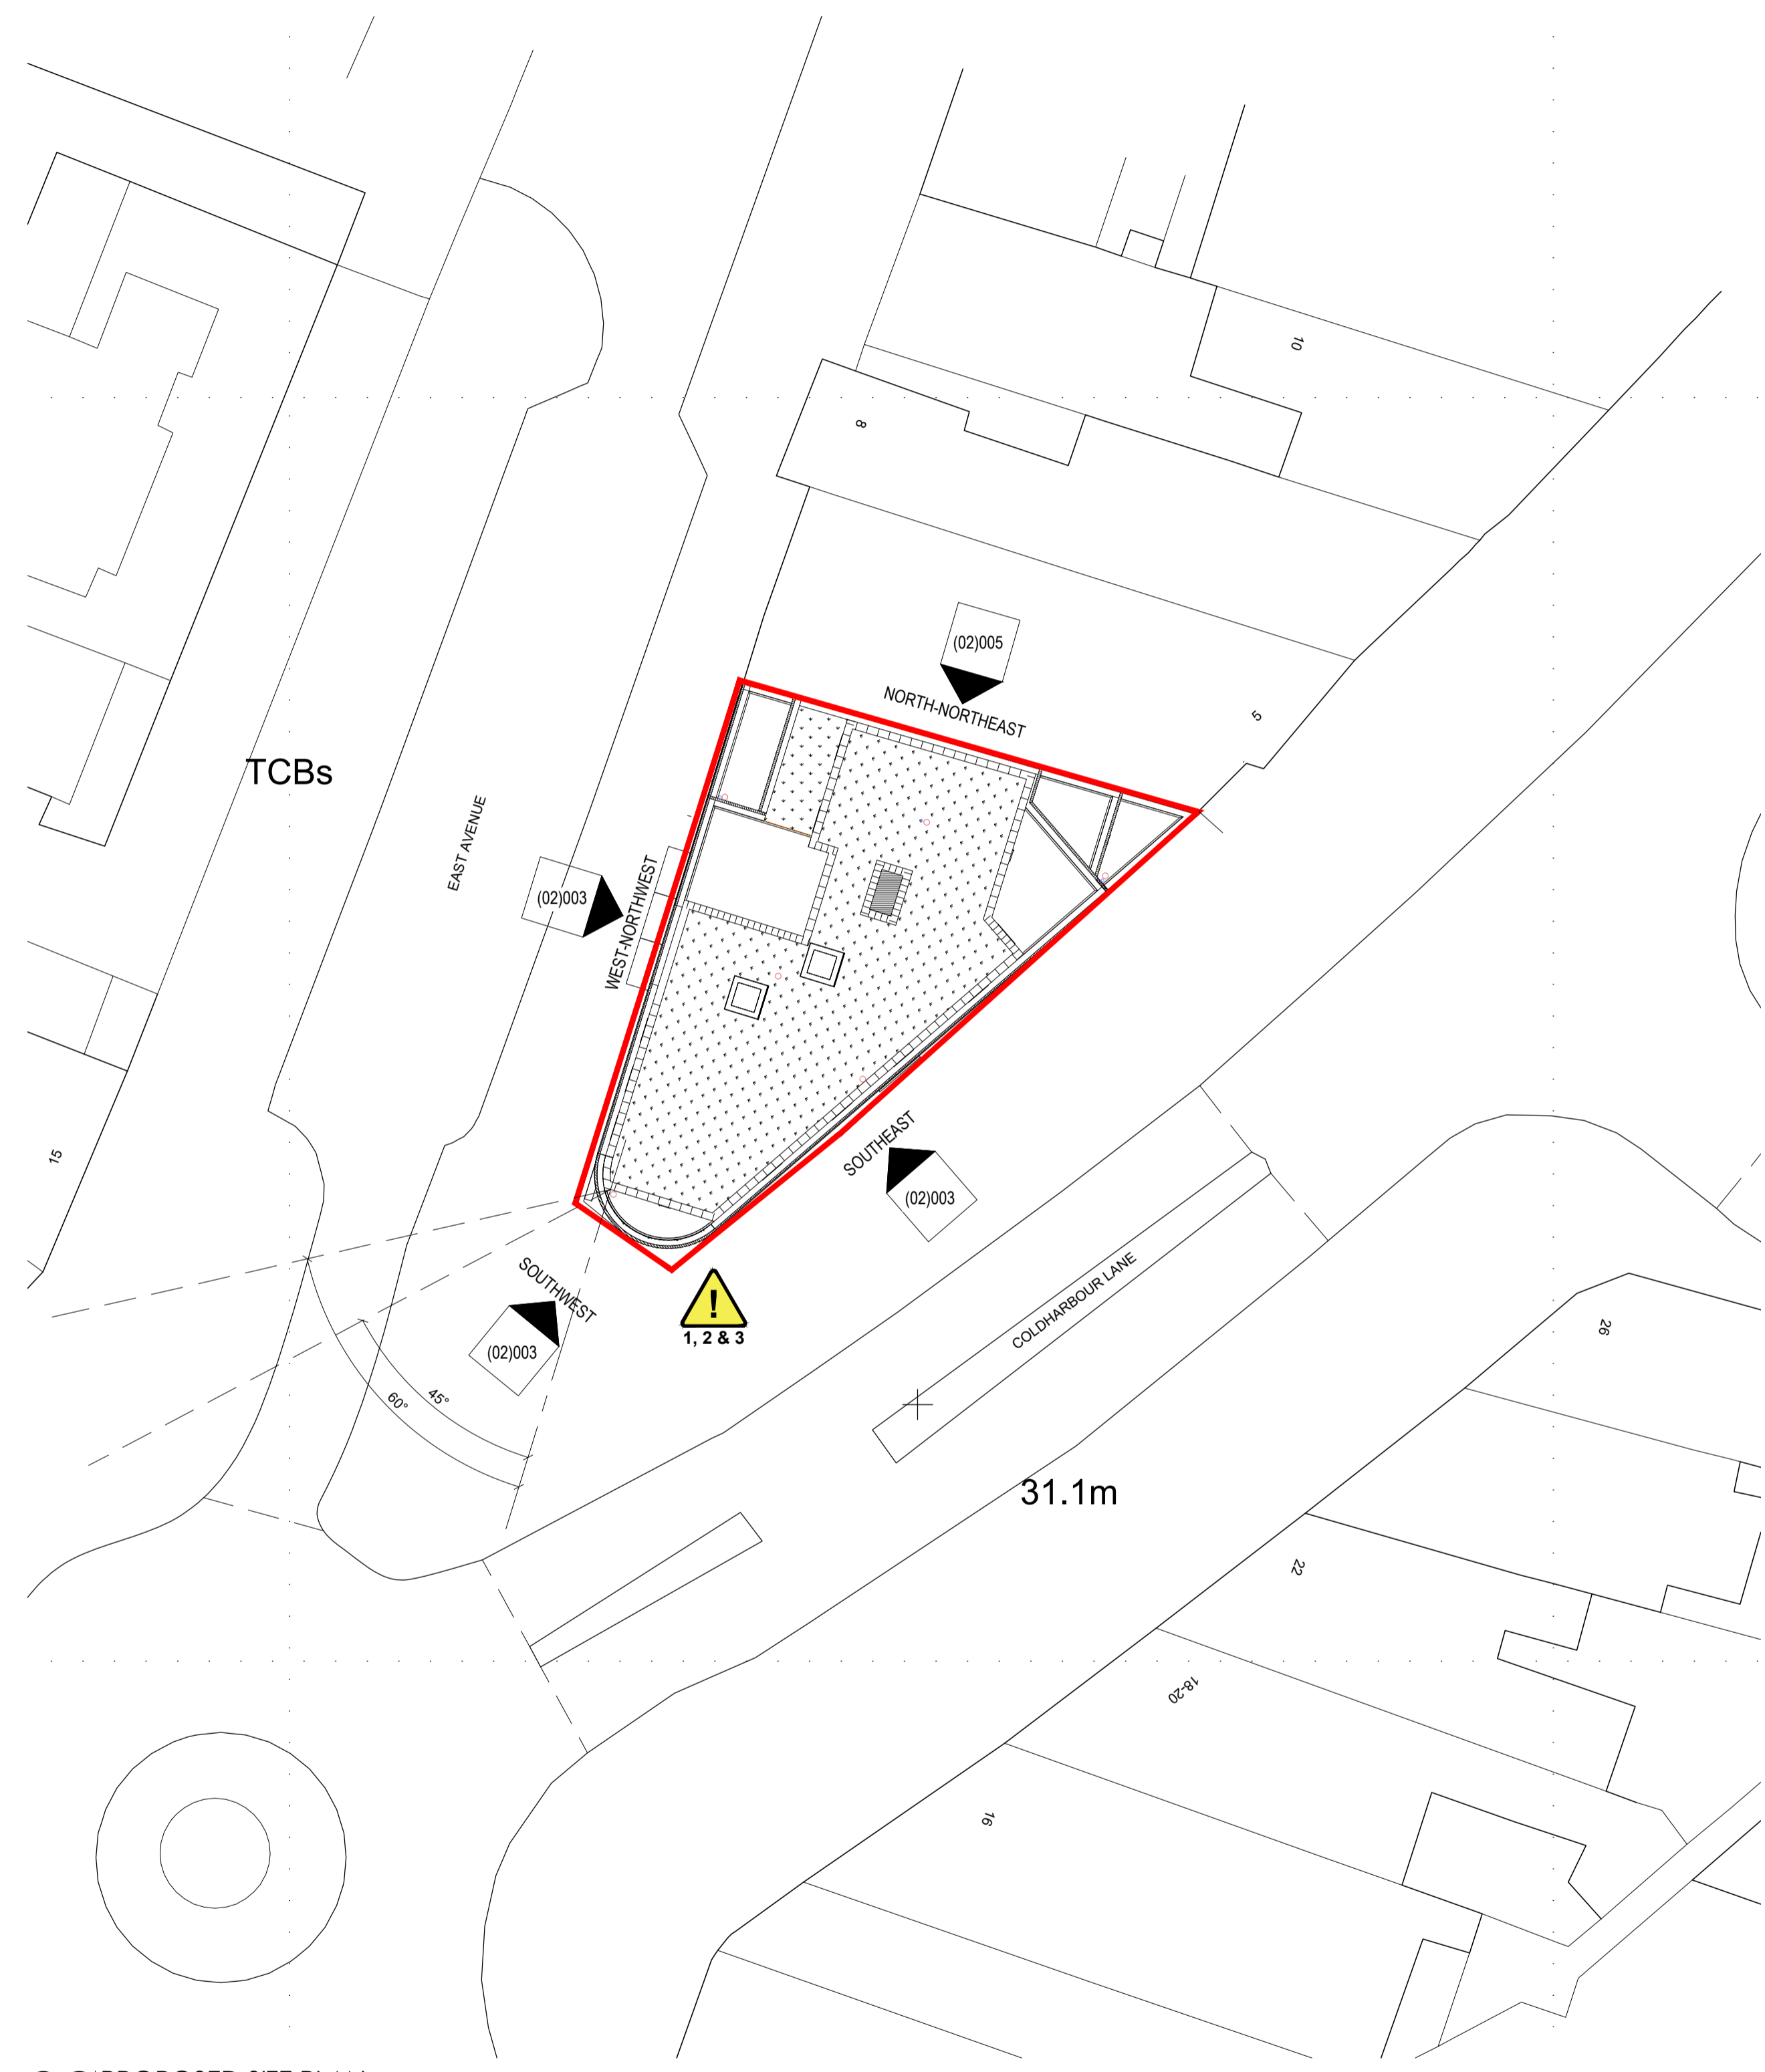 10
8
(02)005
NORTH-NORTHEAST
5
TCBs
EAST AVENUE
(02)003
WEST-NORTHWEST
SOUTHEAST
(02)003
15
SOUTHWEST
(02)003
!
1, 2 & 3
COLDHARBOUR LANE
26
45°
60°
31.1m
22
18-20
16